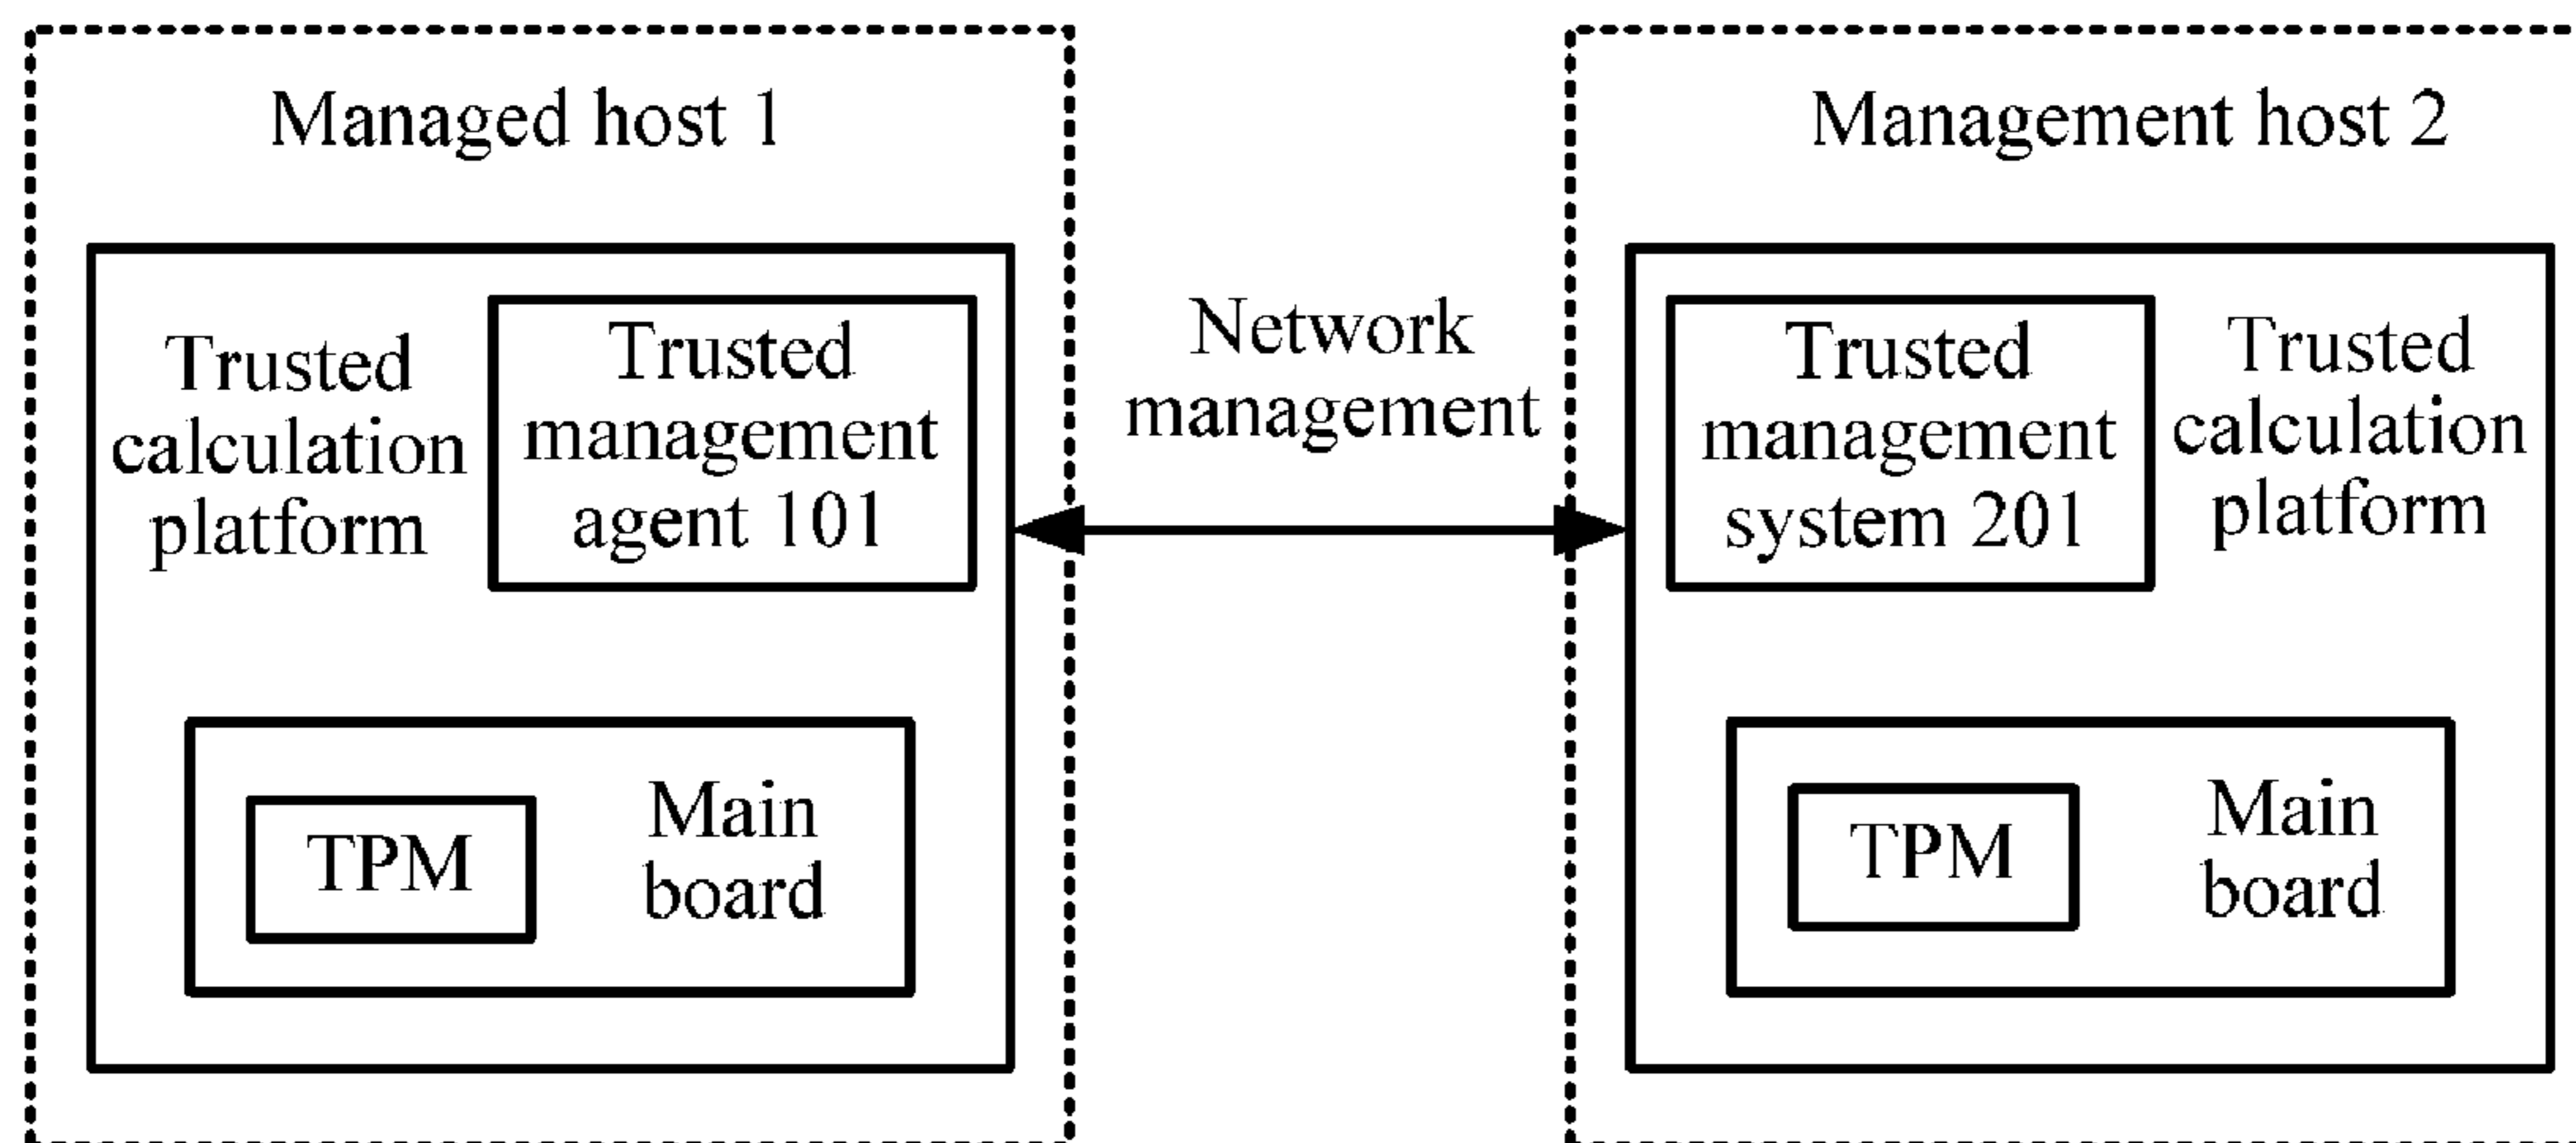 Managed host 1
Trusted
calculation
platform
Trusted
management
agent 101
TPM
Main
board
Network
management
Management host 2
Trusted
management
system 201
Trusted
calculation
platform
TPM
Main
board